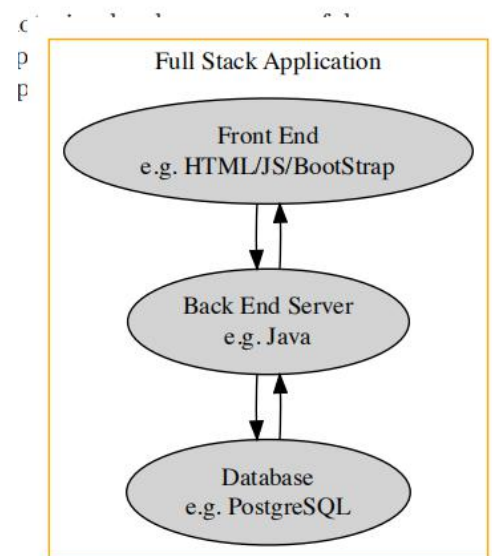 Full Stack Application
Front End
e.g. HTML/JS/BootStrap
Back End Server
e.g. Java
Database
e.g. PostgreSQL